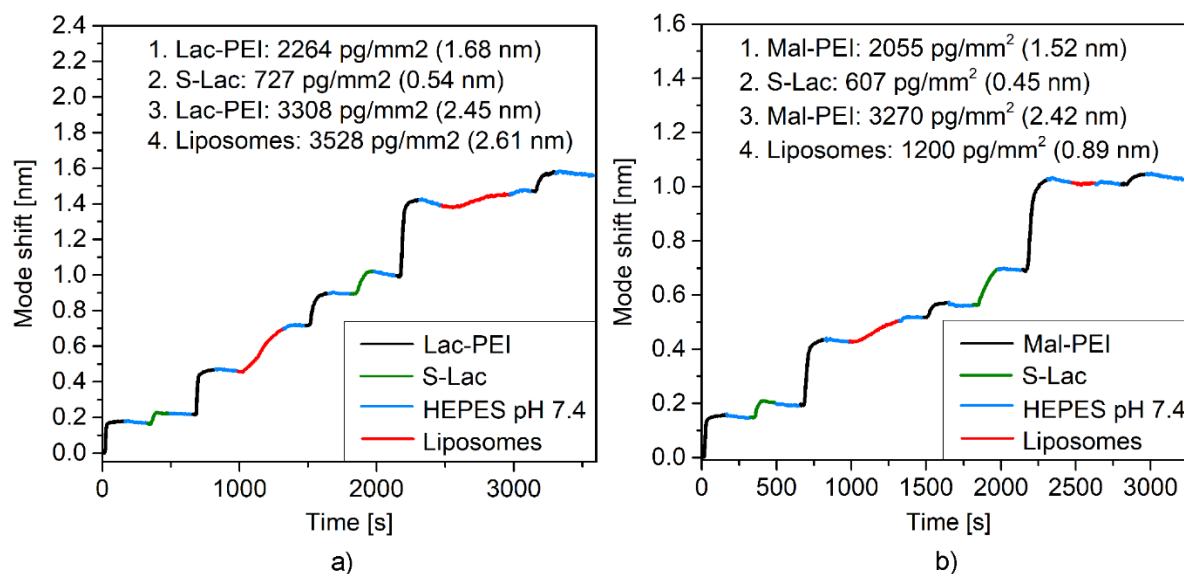 2.4
2.2
2.0
1.8
1.6
1.4
1.2
1.0
0.8
0.6
0.4
0.2
0.0
Mode shift [nm]
1. Lac-PEI: 2264 pg/mm2 (1.68 nm)
2. S-Lac: 727 pg/mm2 (0.54 nm)
3. Lac-PEI: 3308 pg/mm2 (2.45 nm)
4. Liposomes: 3528 pg/mm2 (2.61 nm)
Lac-PEI
S-Lac
HEPES pH 7.4
Liposomes
0 1000 2000 3000
Time [s]
a)
1.6
1.4
1.2
1.0
0.8
0.6
0.4
0.2
0.0
Mode shift [nm]
1. Mal-PEI: 2055 pg/mm² (1.52 nm)
2. S-Lac: 607 pg/mm² (0.45 nm)
3. Mal-PEI: 3270 pg/mm² (2.42 nm)
4. Liposomes: 1200 pg/mm² (0.89 nm)
Mal-PEI
S-Lac
HEPES pH 7.4
Liposomes
0 500 1000 1500 2000 2500 3000
Time [s]
b)